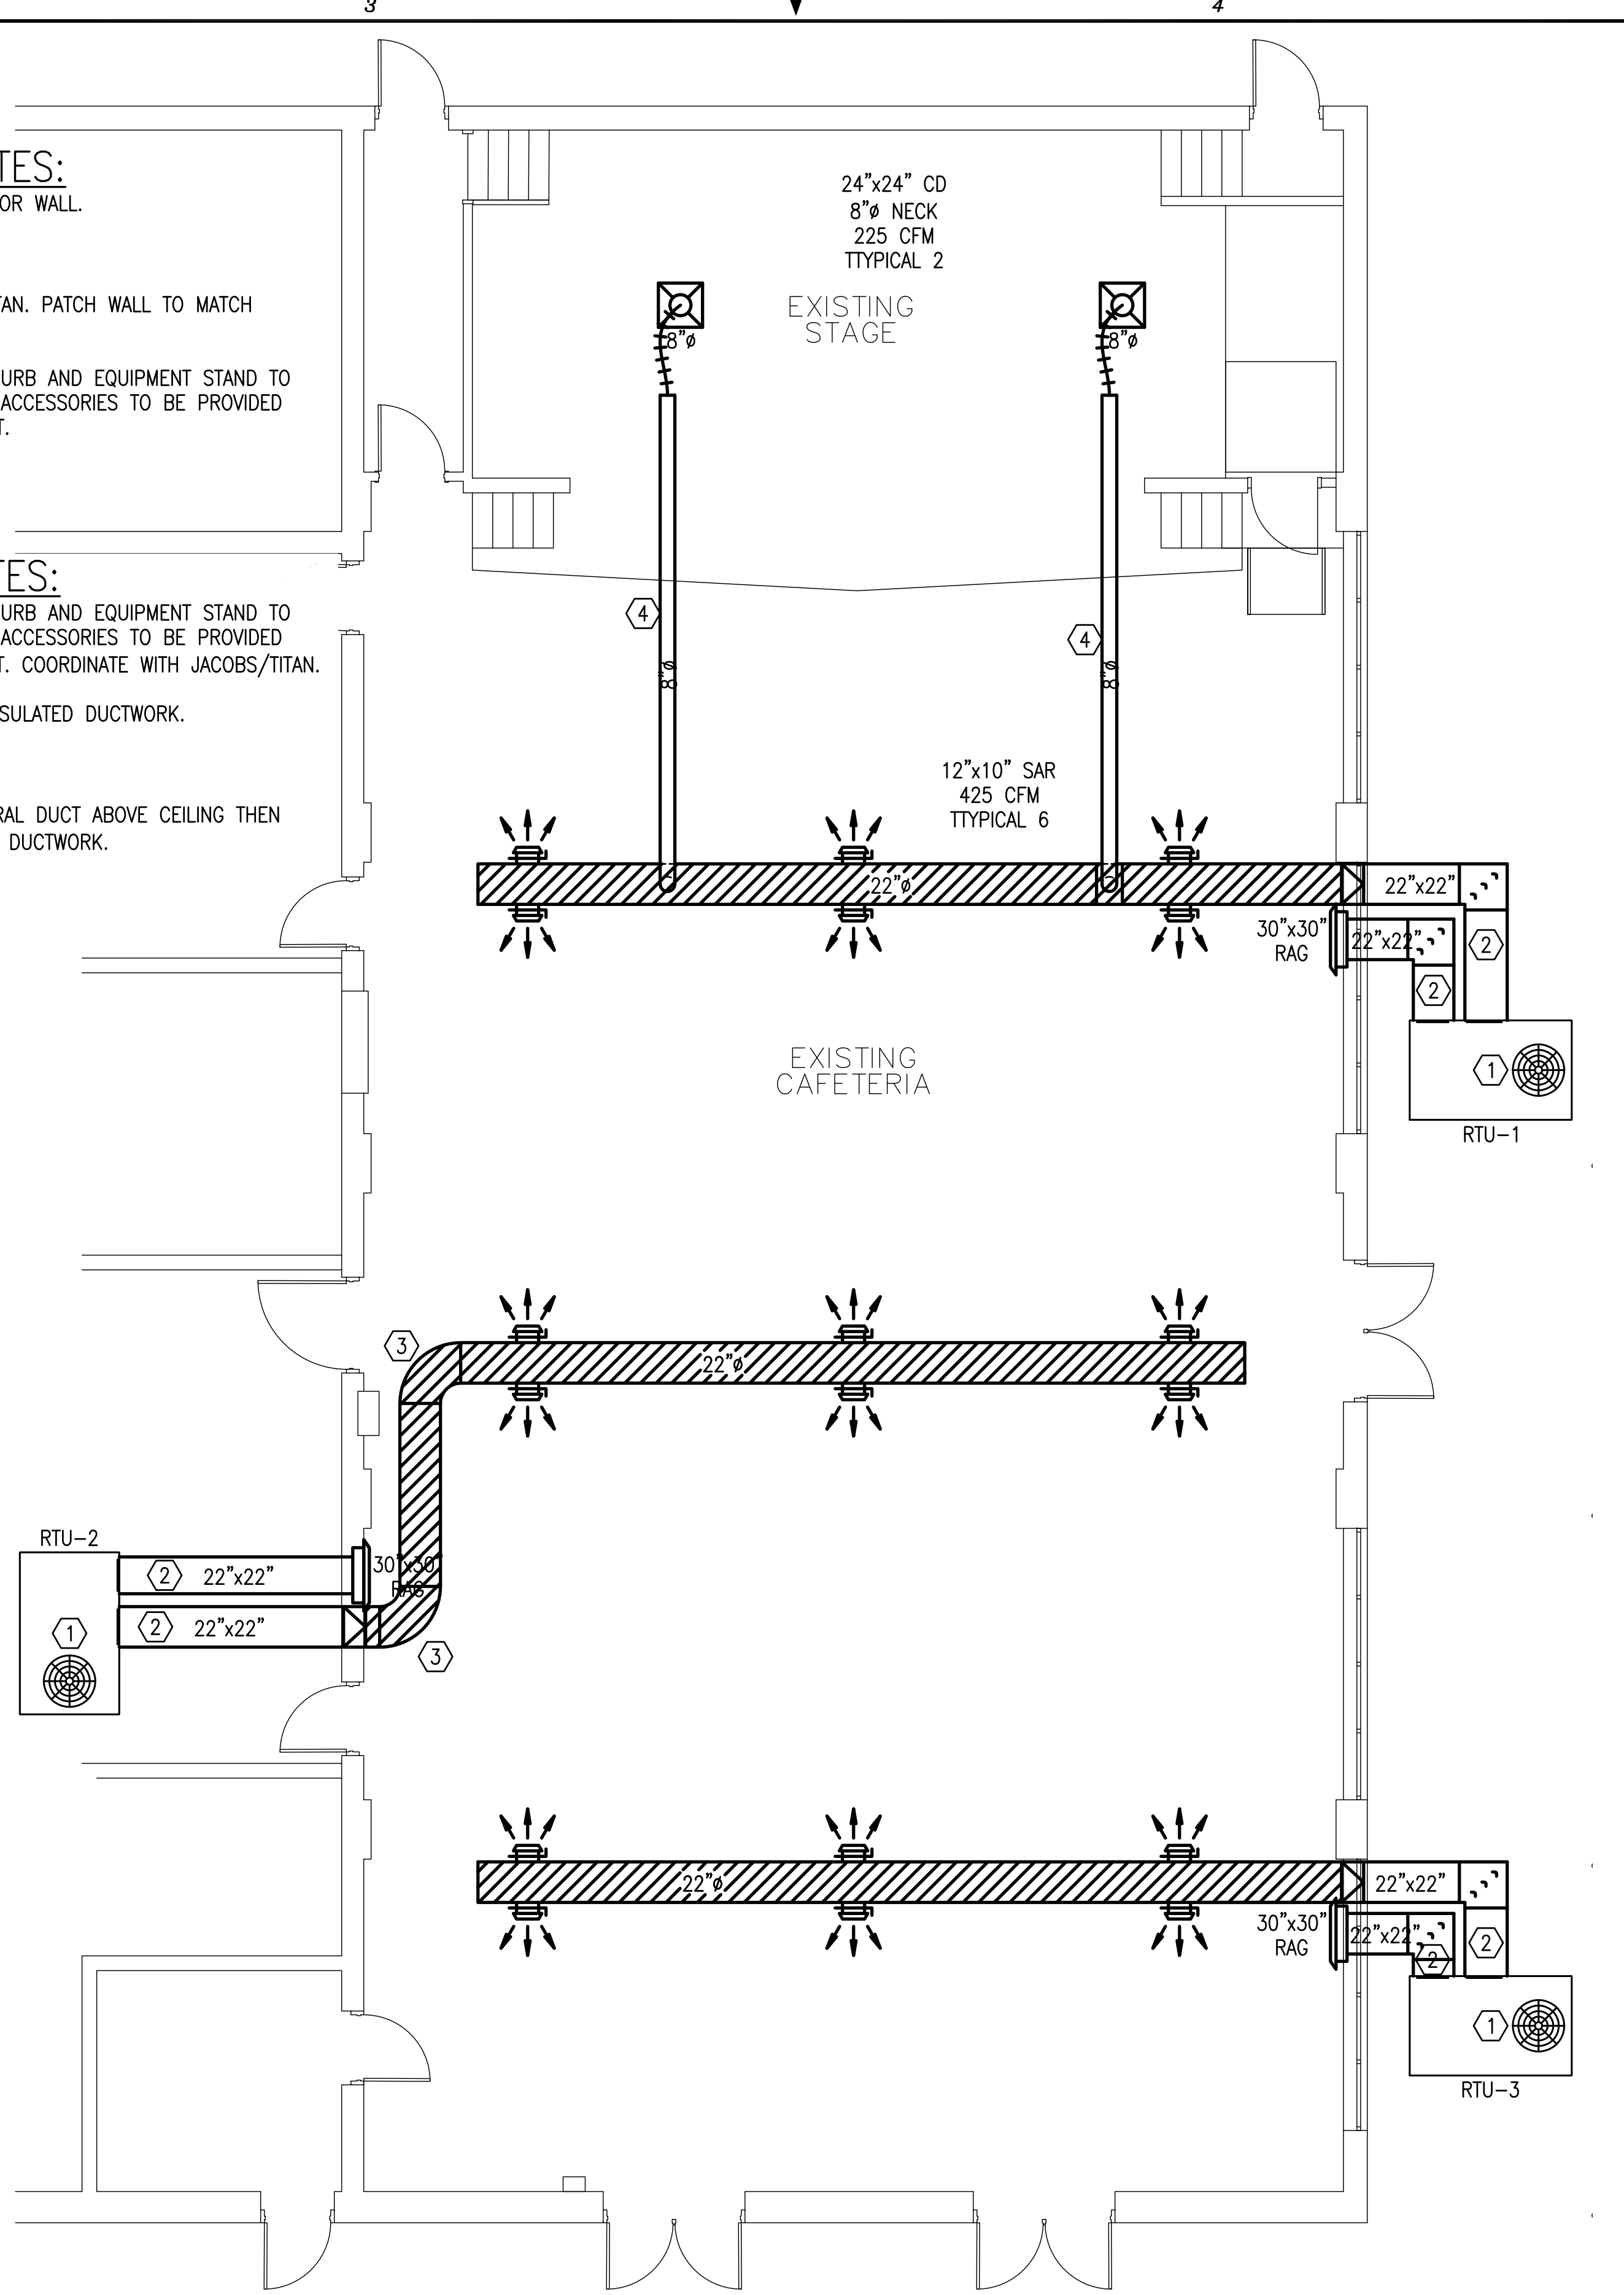 3
4
TES:
OR WALL.
TAN. PATCH WALL TO MATCH
URB AND EQUIPMENT STAND TO
ACCESSORIES TO BE PROVIDED
T.
TES:
URB AND EQUIPMENT STAND TO
ACCESSORIES TO BE PROVIDED
T. COORDINATE WITH JACOBS/TITAN.
SULATED DUCTWORK.
RAL DUCT ABOVE CEILING THEN
DUCTWORK.
24"x24" CD
8"ø NECK
225 CFM
TTYPICAL 2
EXISTING
STAGE
8"ø
8"ø
4
4
8"ø
8"ø
12"x10" SAR
425 CFM
TTYPICAL 6
22"ø
22"x22"
30"x30"
RAG
22"x22"
2
2
1
RTU-1
EXISTING
CAFETERIA
3
22"ø
RTU-2
2
22"x22"
30"x30"
RAG
2
22"x22"
1
3
22"ø
22"x22"
30"x30"
RAG
22"x22"
2
2
1
RTU-3